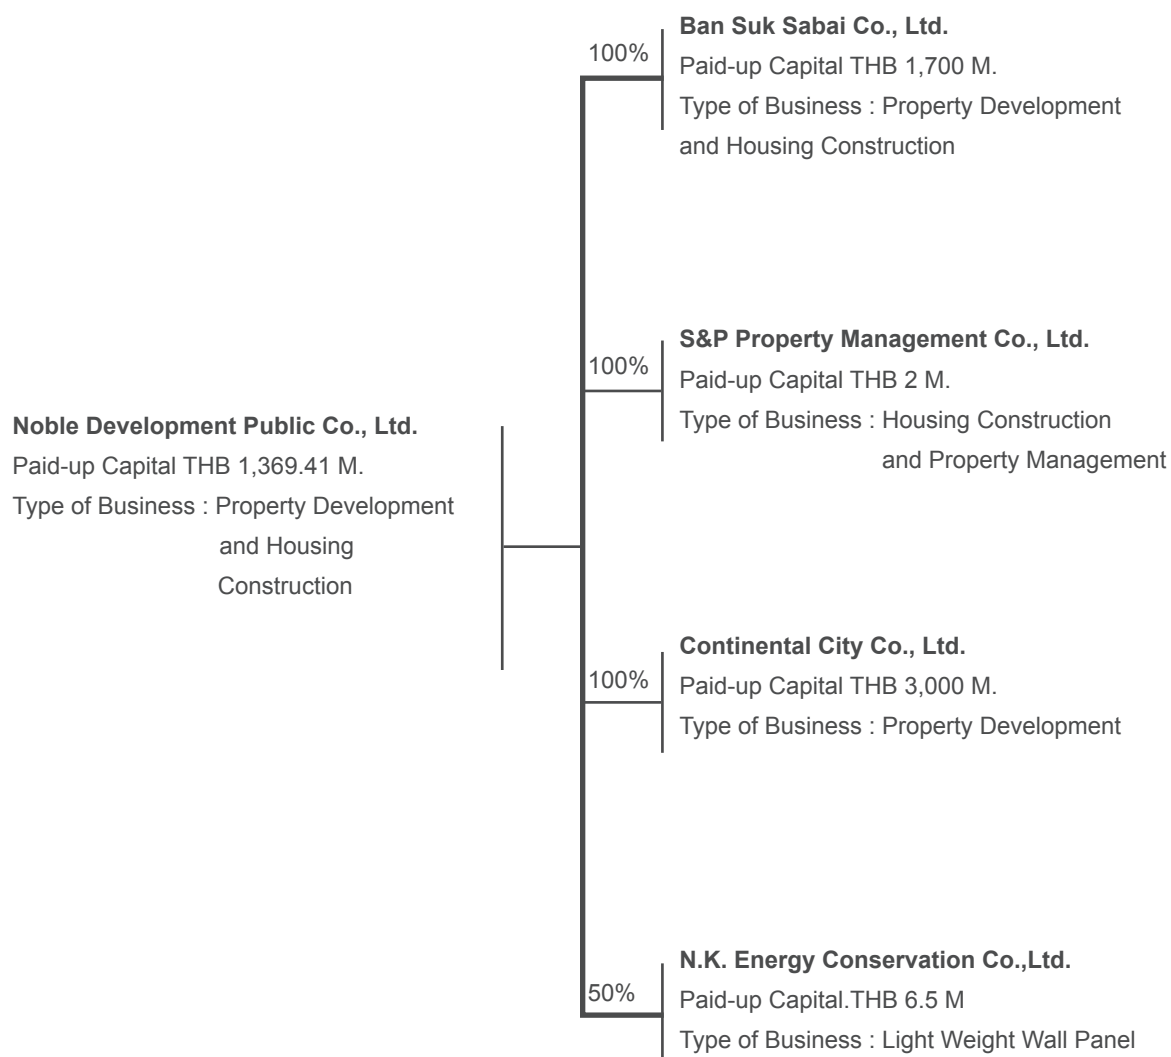 Noble Development Public Co., Ltd.
Paid-up Capital THB 1,369.41 M.
Type of Business : Property Development
and Housing
Construction
100%
Ban Suk Sabai Co., Ltd.
Paid-up Capital THB 1,700 M.
Type of Business : Property Development
and Housing Construction
100%
S&P Property Management Co., Ltd.
Paid-up Capital THB 2 M.
Type of Business : Housing Construction
and Property Management
100%
Continental City Co., Ltd.
Paid-up Capital THB 3,000 M.
Type of Business : Property Development
50%
N.K. Energy Conservation Co.,Ltd.
Paid-up Capital.THB 6.5 M
Type of Business : Light Weight Wall Panel